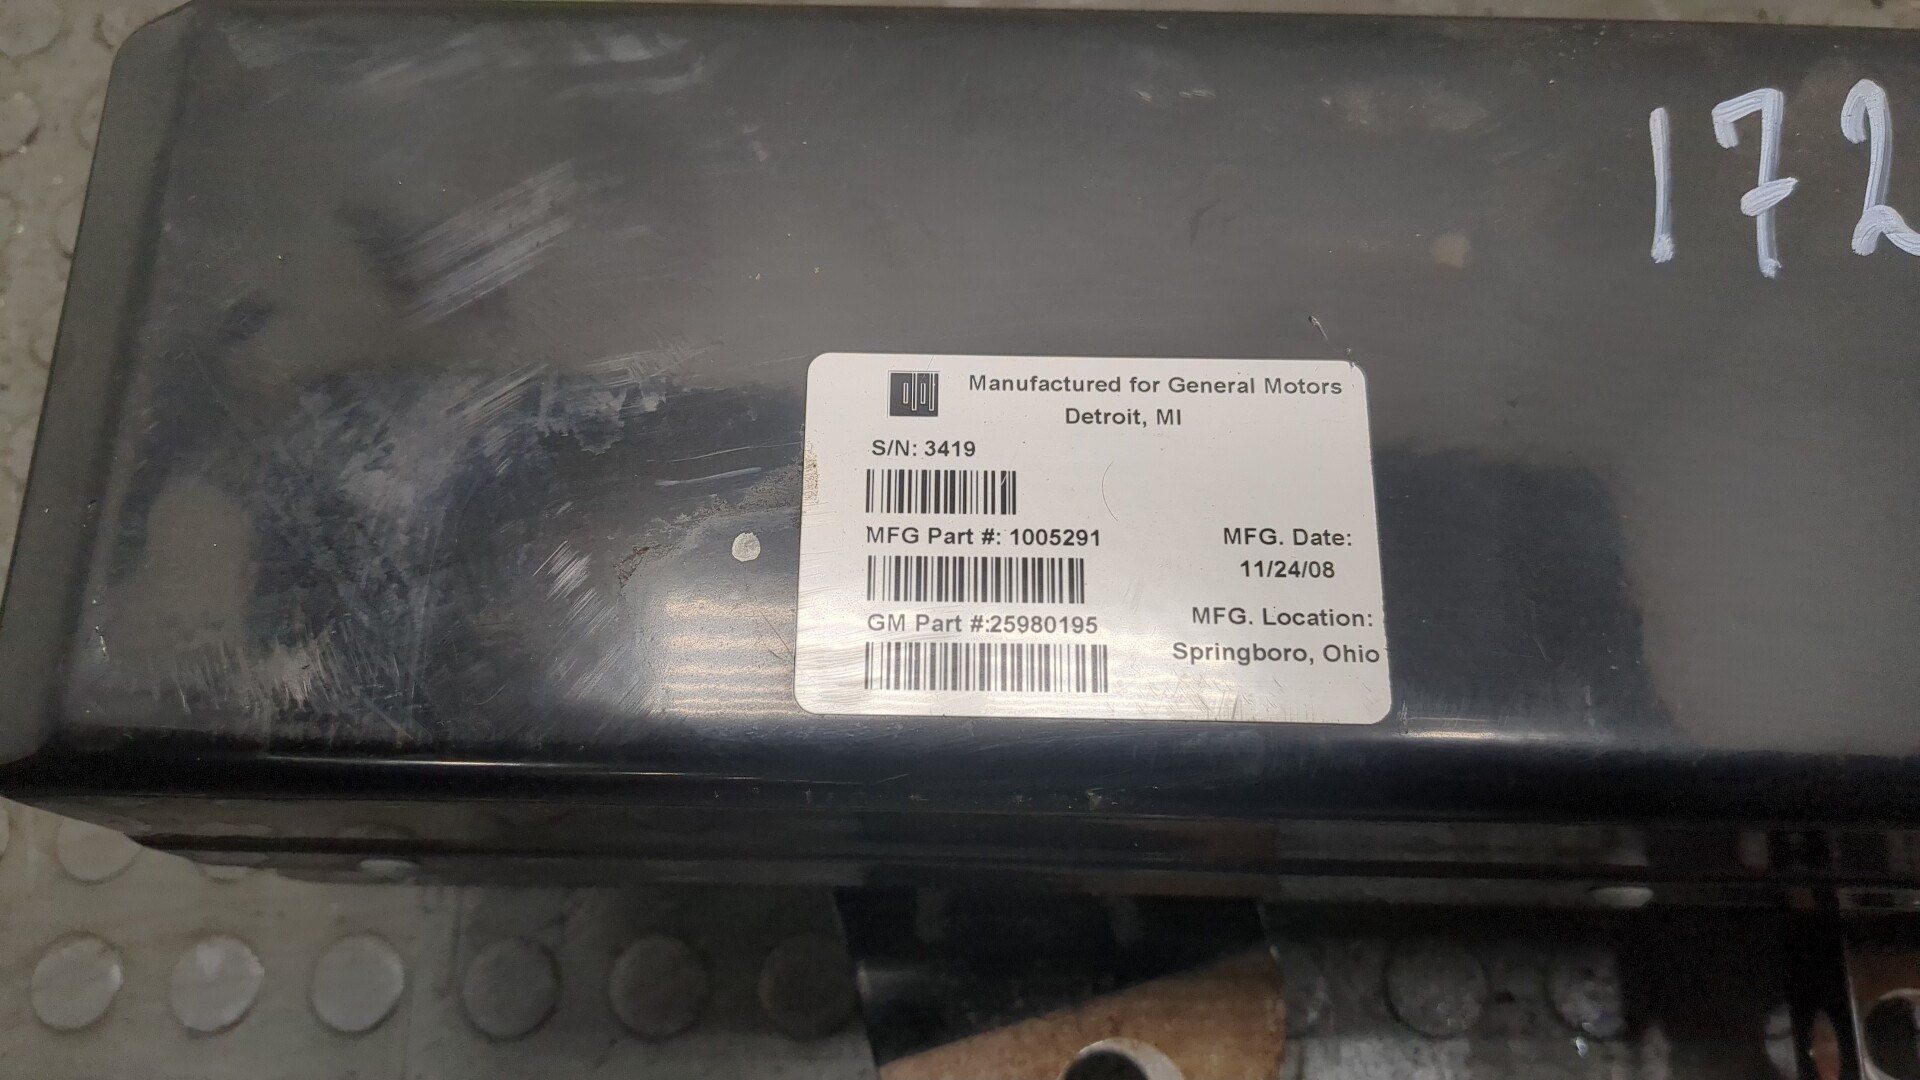 172
Manufactured for General Motors
Detroit, MI
S/N: 3419
MFG Part #: 1005291
MFG. Date:
11/24/08
GM Part #:25980195
MFG. Location:
Springboro, Ohio